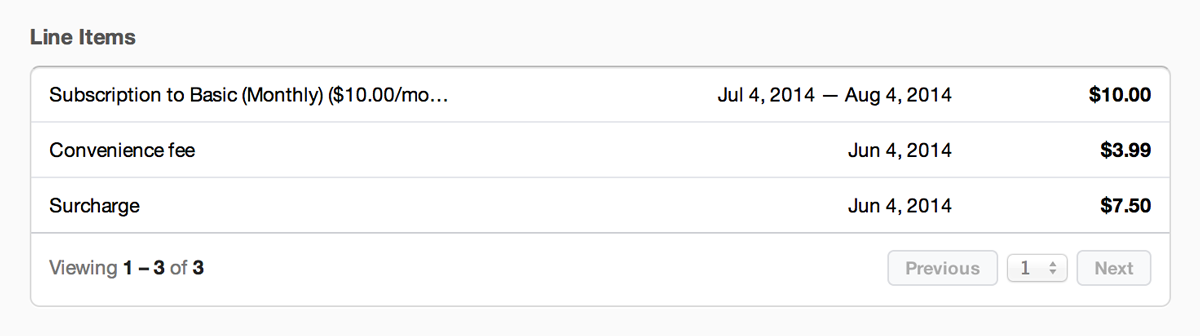 Line Items
Subscription to Basic (Monthly) ($10.00/mo… Jul 4, 2014 — Aug 4, 2014 $10.00
Convenience fee Jun 4, 2014 $3.99
Surcharge Jun 4, 2014 $7.50
Viewing 1 – 3 of 3 Previous 1 Next